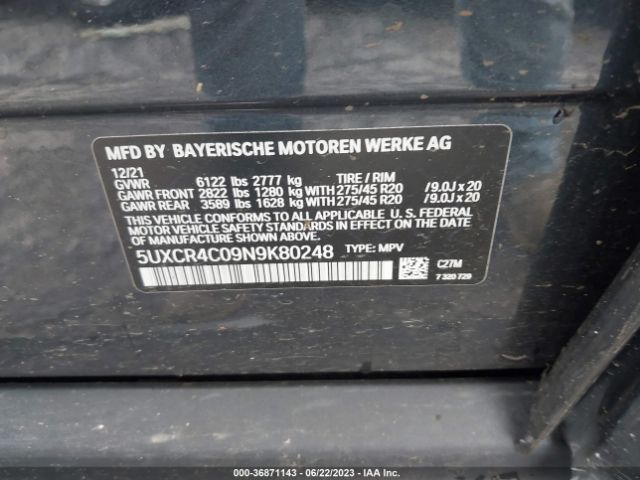 MFD BY BAYERISCHE MOTOREN WERKE AG
12/21
GVWR 6122 lbs 2777 kg TIRE / RIM
GAWR FRONT 2822 lbs 1280 kg WITH 275/45 R20 /9.0J x 20
GAWR REAR 3589 lbs 1628 kg WITH 275/45 R20 /9.0J x 20
THIS VEHICLE CONFORMS TO ALL APPLICABLE U. S. FEDERAL
MOTOR VEHICLE SAFETY STANDARDS IN EFFECT ON THE DATE
OF MANUFACTURE SHOWN ABOVE.
5UXCR4C09N9K80248 TYPE: MPV
C27M
7 320 729
000-36871143 - 06/22/2023 - IAA Inc.